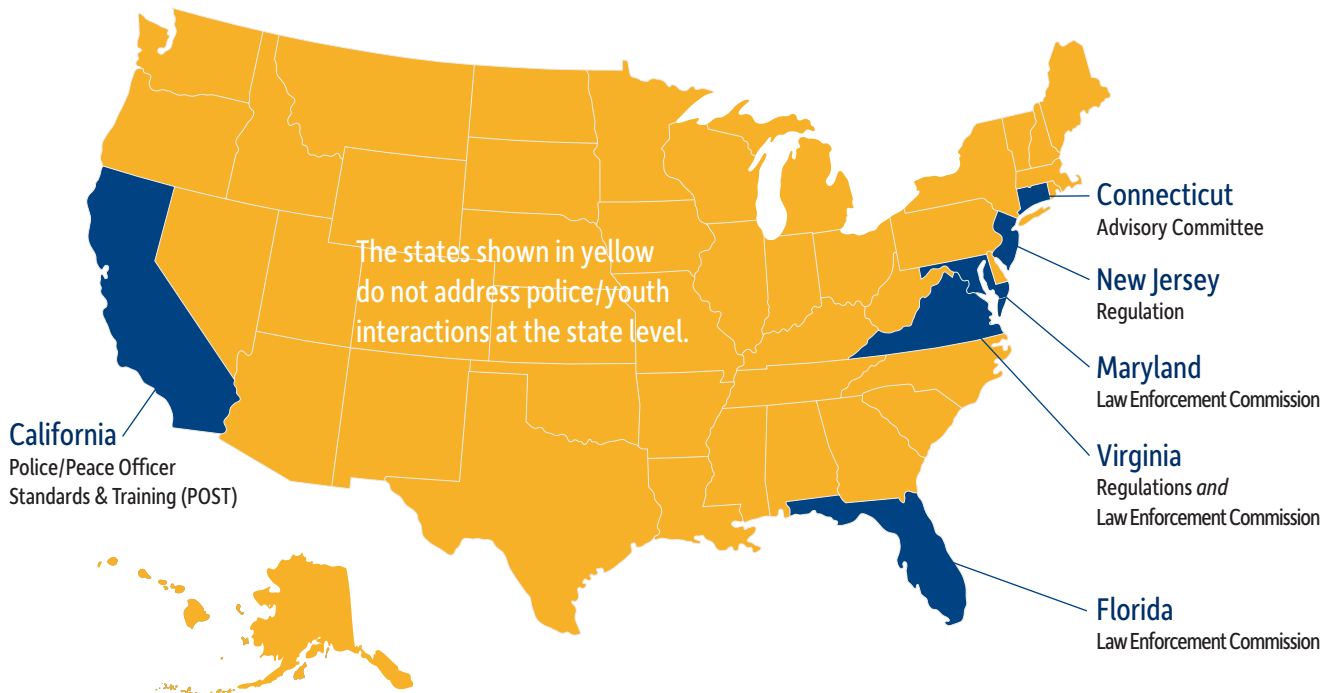 The states shown in yellow
do not address police/youth
interactions at the state level.
Connecticut
Advisory Committee
New Jersey
Regulation
Maryland
Law Enforcement Commission
California
Police/Peace Officer
Standards & Training (POST)
Virginia
Regulations and
Law Enforcement Commission
Florida
Law Enforcement Commission